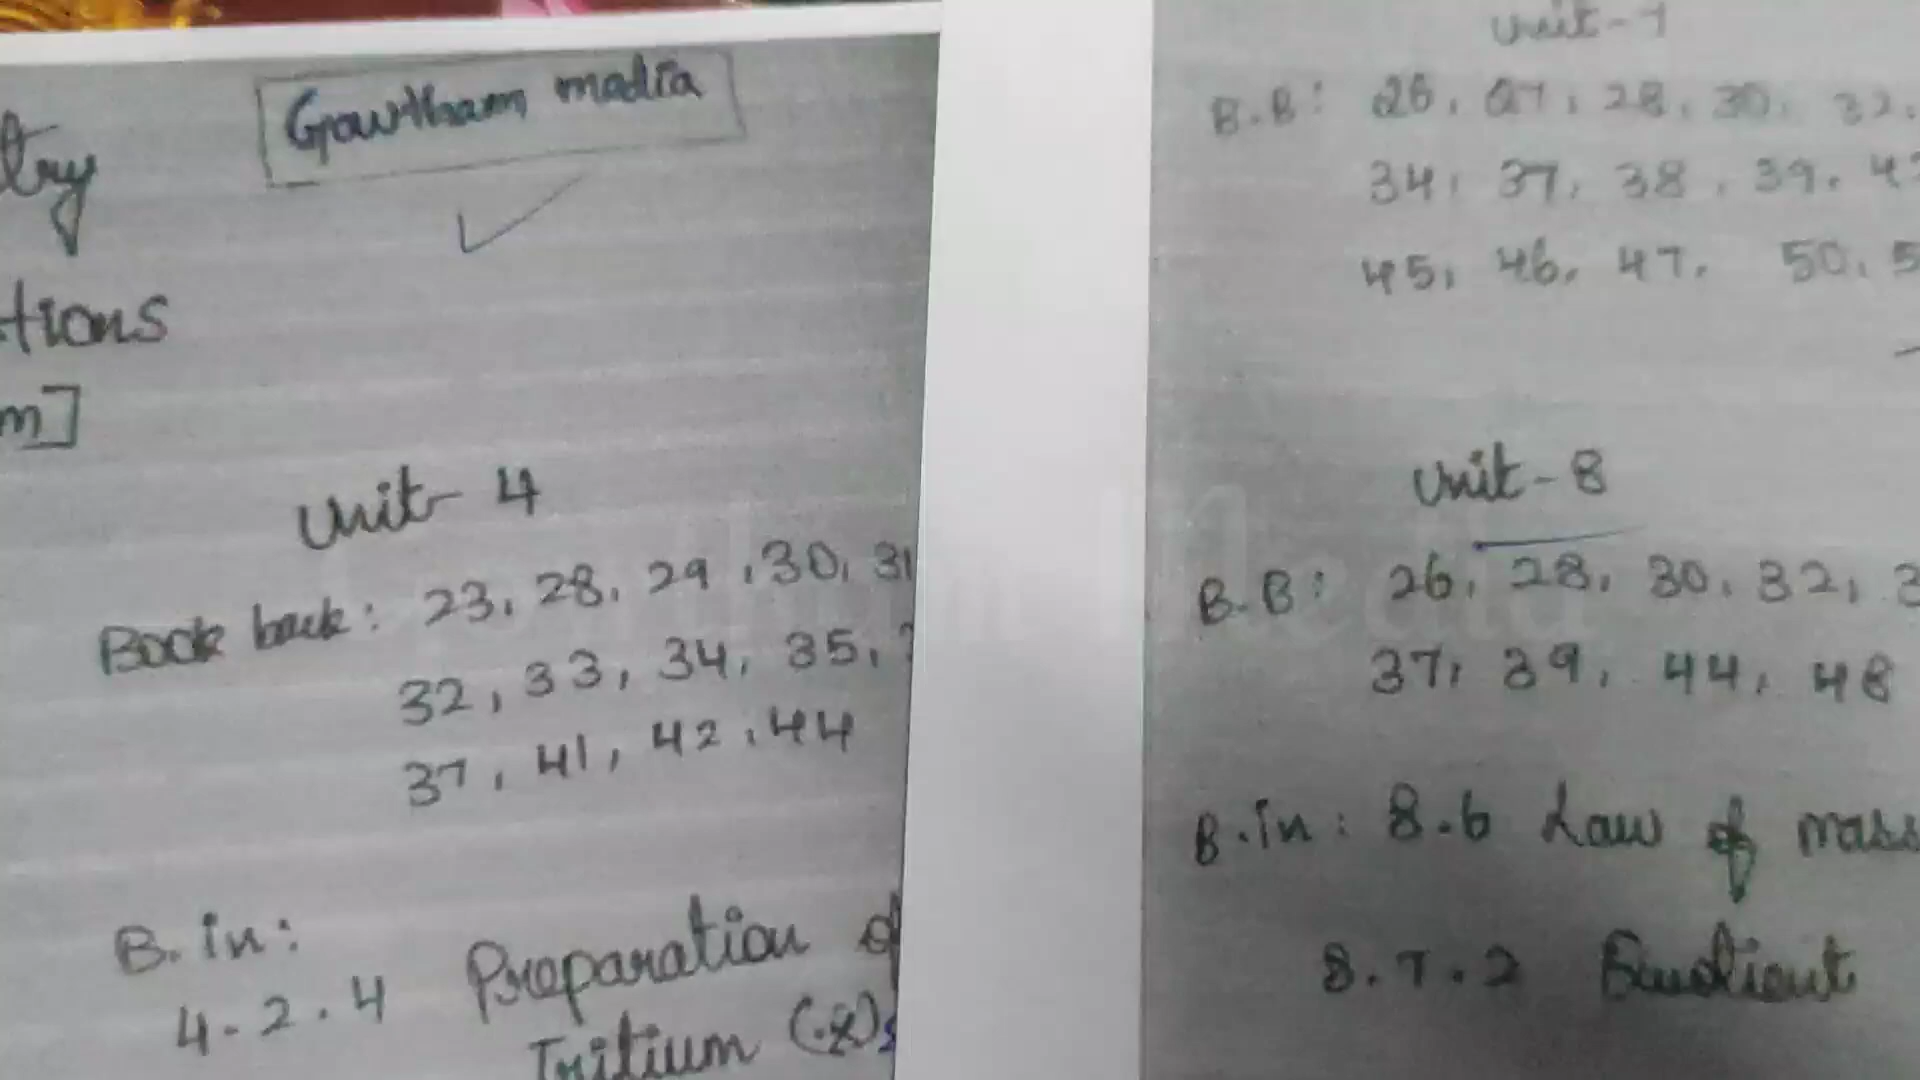 Gowtham media
try
tions
m]
Unit- 4
Book back: 23, 28, 29, 30, 31
32, 33, 34, 35,
37, 41, 42, 44
B. in:
4.2.4 Preparation of
Tritium
Unit-7
B.B: 26, 27, 28, 30, 32,
34, 37, 38, 39,
45, 46, 47, 50, 5
Unit-8
B.B: 26, 28, 30, 32, 3
37, 39, 44, 48
B.in: 8.6 Law of mass
8.7.2